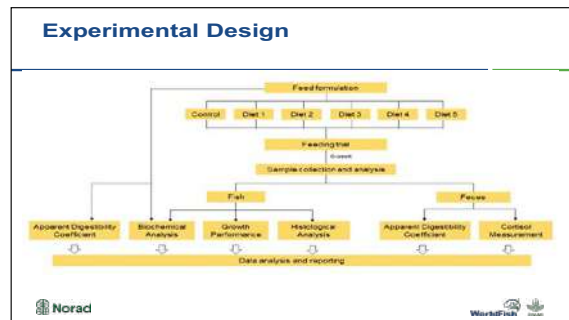 Experimental Design
Feed formulation
Control Diet 1 Diet 2 Diet 3 Diet 4 Diet 5
Feeding trial
Sample collection and analysis
Fish Feces
Apparent Digestibility Biochemical Growth Histological Apparent Digestibility Cortisol
Coefficient Analysis Performance Analysis Coefficient Measurement
Data analysis and reporting
Norad WorldFish